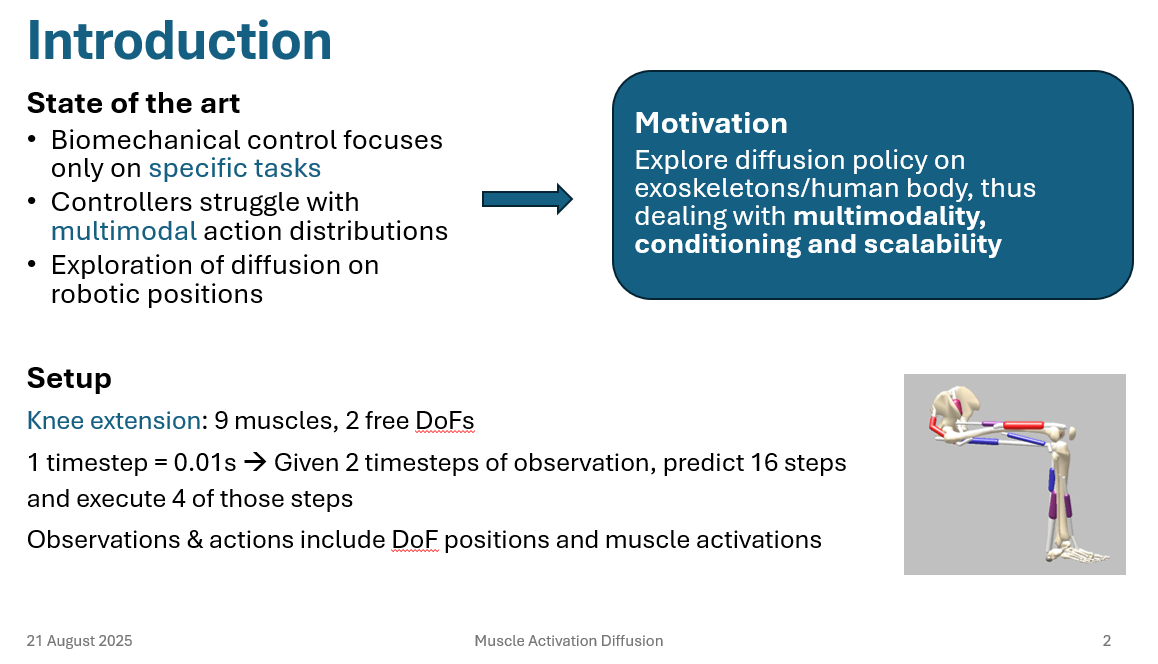 Introduction
State of the art
• Biomechanical control focuses
only on specific tasks
• Controllers struggle with
multimodal action distributions
• Exploration of diffusion on
robotic positions
Motivation
Explore diffusion policy on
exoskeletons/human body, thus
dealing with multimodality,
conditioning and scalability
Setup
Knee extension: 9 muscles, 2 free DoFs
1 timestep = 0.01s → Given 2 timesteps of observation, predict 16 steps
and execute 4 of those steps
Observations & actions include DoF positions and muscle activations
21 August 2025
Muscle Activation Diffusion
2